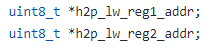 uint8_t *h2p_lw_reg1_addr;
uint8_t *h2p_lw_reg2_addr;